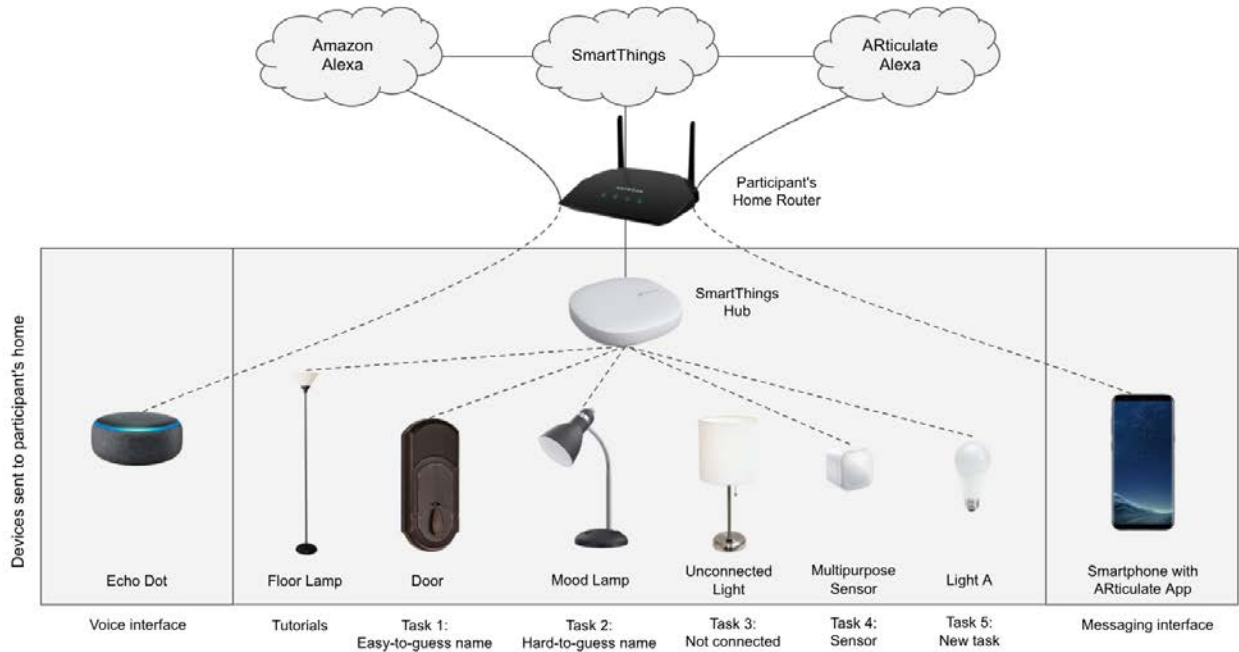 Amazon
Alexa
SmartThings
ARticulate
Alexa
Participant's
Home Router
SmartThings
Hub
Devices sent to participant's home
Echo Dot
Floor Lamp
Door
Mood Lamp
Unconnected
Light
Multipurpose
Sensor
Light A
Smartphone with
ARticulate App
Voice interface
Tutorials
Task 1:
Easy-to-guess name
Task 2:
Hard-to-guess name
Task 3:
Not connected
Task 4:
Sensor
Task 5:
New task
Messaging interface